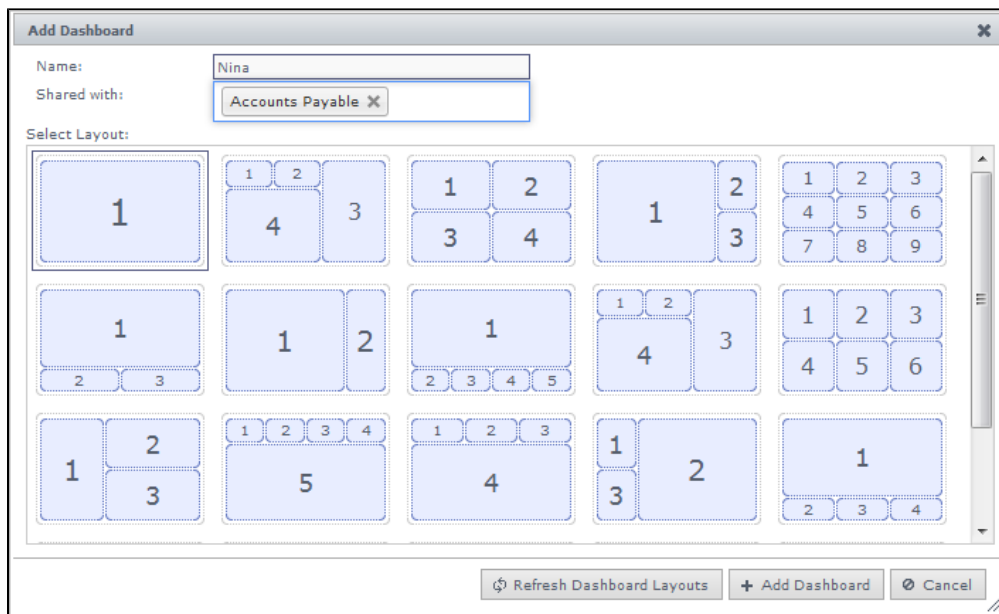 Add Dashboard
Name: Nina
Shared with: Accounts Payable
Select Layout:
1 1 2 4 3 1 2 3 4 1 2 3 1 2 3 4 5 6 7 8 9
1 2 3 1 2 1 2 3 4 5 1 2 4 3 1 2 3 4 5 6
1 2 3 1 2 3 4 5 1 2 3 4 1 3 2 1 2 3 4
Refresh Dashboard Layouts + Add Dashboard Cancel